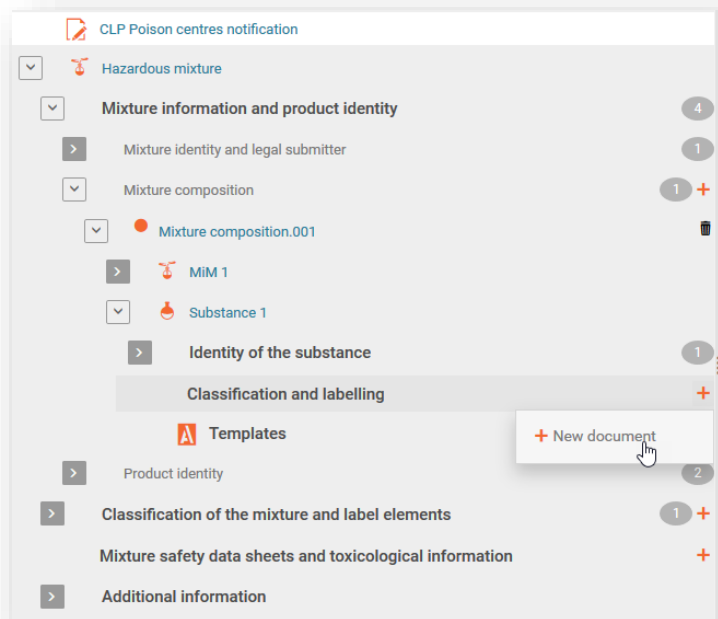 CLP Poison centres notification
Hazardous mixture
Mixture information and product identity 4
Mixture identity and legal submitter 1
Mixture composition 1 +
Mixture composition.001
MiM 1
Substance 1
Identity of the substance 1
Classification and labelling +
Templates
+ New document
Product identity 2
Classification of the mixture and label elements 1 +
Mixture safety data sheets and toxicological information +
Additional information